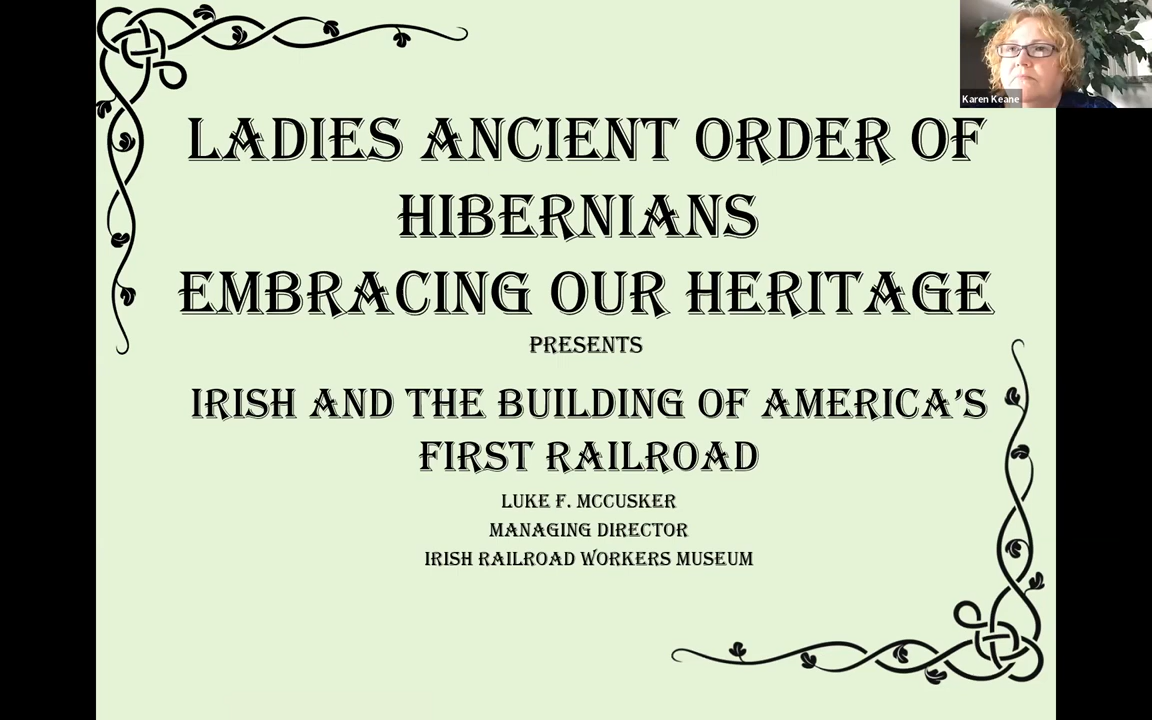 Karen Keane
LADIES ANCIENT ORDER OF
HIBERNIANS
EMBRACING OUR HERITAGE
PRESENTS
IRISH AND THE BUILDING OF AMERICA'S
FIRST RAILROAD
LUKE F. MCCUSKER
MANAGING DIRECTOR
IRISH RAILROAD WORKERS MUSEUM